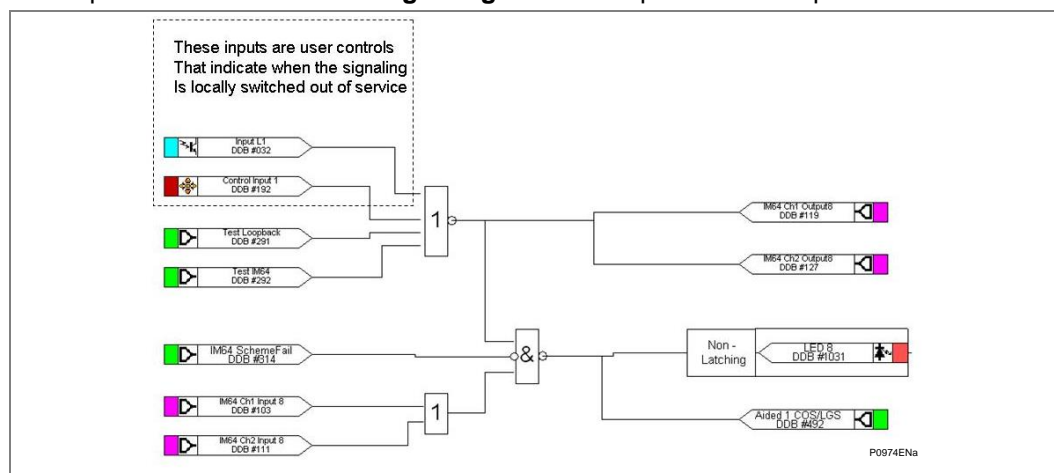 These inputs are user controls
That indicate when the signaling
Is locally switched out of service
Input L1
DDB #032
Control Input 1
DDB #192
1
Test Loopback
DDB #291
Test IM64
DDB #292
IM64 Ch1 Output8
DDB #119
IM64 Ch2 Output8
DDB #127
IM64 SchemeFail
DDB #314
&
Non -
Latching
LED 8
DDB #1031
IM64 Ch1 Input 8
DDB #103
1
IM64 Ch2 Input 8
DDB #111
Aided 1 COS/LGS
DDB #492
P0974ENa